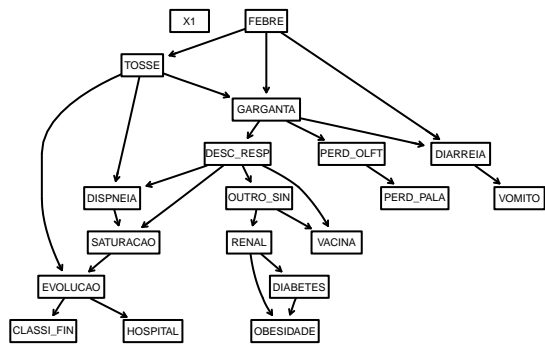 X1 FEBRE
TOSSE
GARGANTA
DESC_RESP PERD_OLFT DIARREIA
DISPNEIA OUTRO_SIN PERD_PALA VOMITO
SATURACAO RENAL VACINA
EVOLUCAO DIABETES
CLASSI_FIN HOSPITAL OBESIDADE